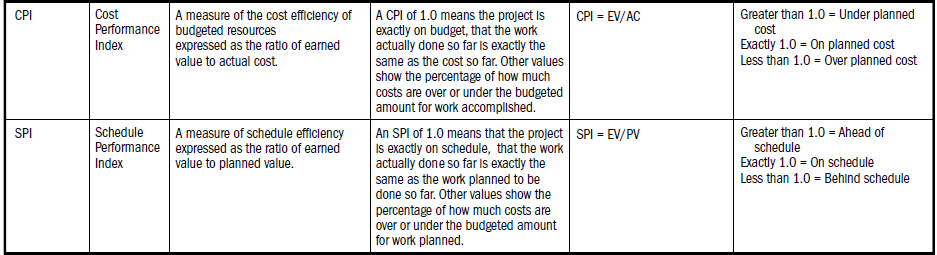 CPI
Cost
Performance
Index
A measure of the cost efficiency of
budgeted resources
expressed as the ratio of earned
value to actual cost.
A CPI of 1.0 means the project is
exactly on budget, that the work
actually done so far is exactly the
same as the cost so far. Other values
show the percentage of how much
costs are over or under the budgeted
amount for work accomplished.
CPI = EV/AC
Greater than 1.0 = Under planned
cost
Exactly 1.0 = On planned cost
Less than 1.0 = Over planned cost
SPI
Schedule
Performance
Index
A measure of schedule efficiency
expressed as the ratio of earned
value to planned value.
An SPI of 1.0 means that the project
is exactly on schedule, that the work
actually done so far is exactly the
same as the work planned to be
done so far. Other values show the
percentage of how much costs are
over or under the budgeted amount
for work planned.
SPI = EV/PV
Greater than 1.0 = Ahead of
schedule
Exactly 1.0 = On schedule
Less than 1.0 = Behind schedule